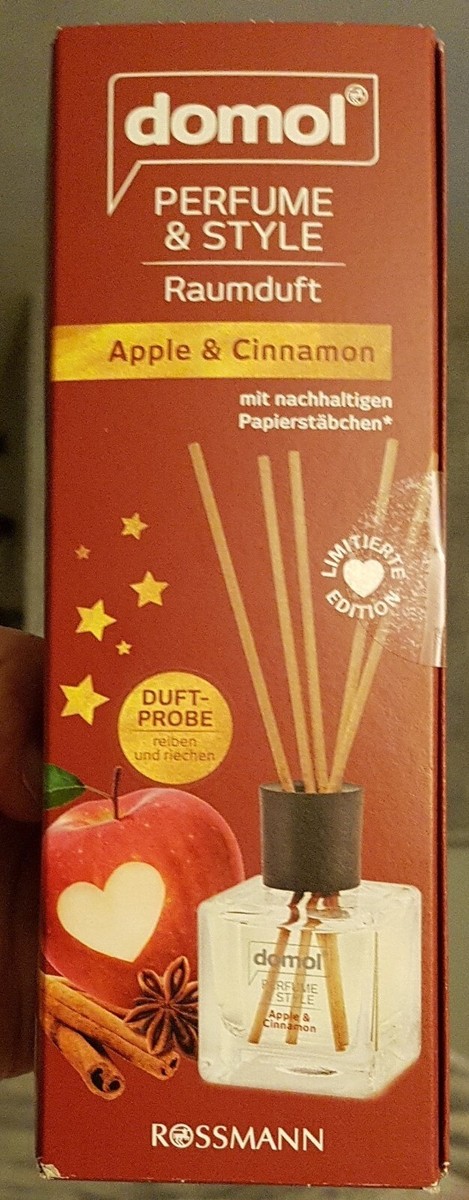 domol
PERFUME
& STYLE
Raumduft
Apple & Cinnamon
mit nachhaltigen
Papierstäbchen*
LIMITIERTE
EDITION
DUFT-
PROBE
reiben
und riechen
domol
PERFUME
& STYLE
Apple &
Cinnamon
ROSSMANN